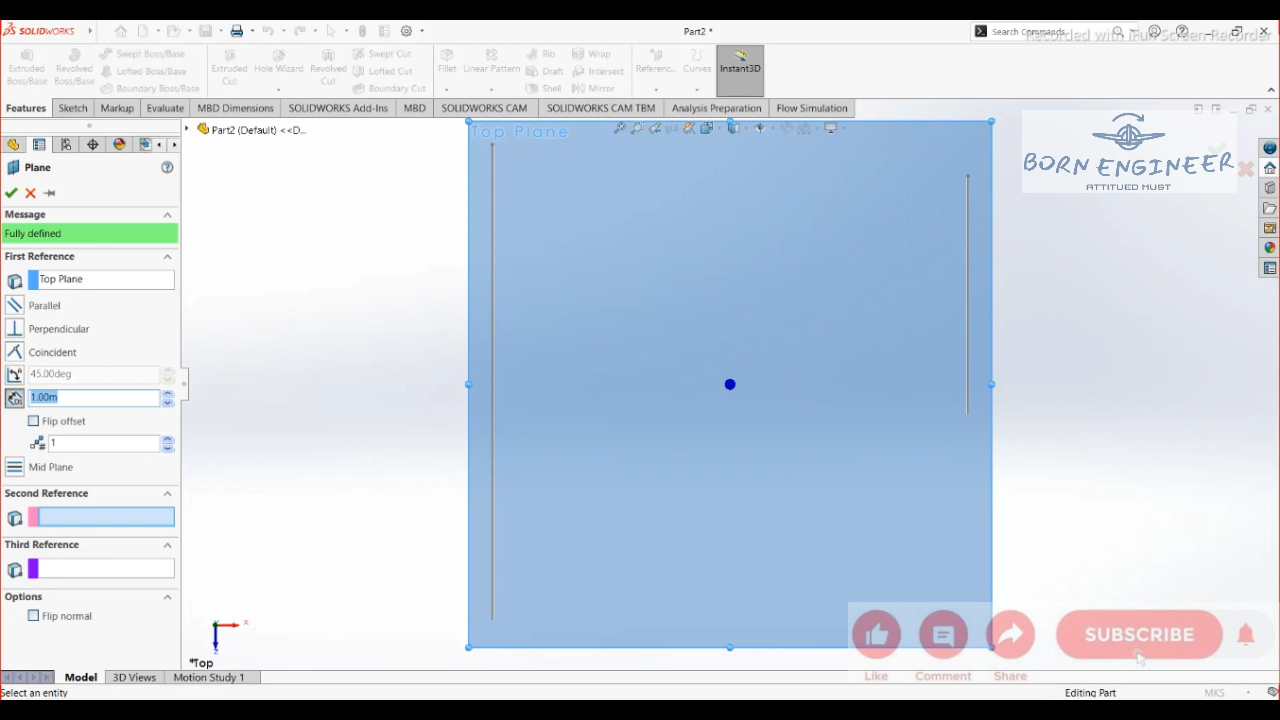 SOLIDWORKS
Part2 *
Search Commands
Recorded with iFun Screen Recorder
Extruded Boss/Base
Revolved Boss/Base
Swept Boss/Base
Lofted Boss/Base
Boundary Boss/Base
Extruded Cut
Hole Wizard
Revolved Cut
Swept Cut
Lofted Cut
Boundary Cut
Fillet
Linear Pattern
Rib
Draft
Shell
Wrap
Intersect
Mirror
Referenc...
Curves
Instant3D
Features
Sketch
Markup
Evaluate
MBD Dimensions
SOLIDWORKS Add-Ins
MBD
SOLIDWORKS CAM
SOLIDWORKS CAM TBM
Analysis Preparation
Flow Simulation
Part2 (Default) <<D...
Top Plane
BORN ENGINEER
ATTITUED MUST
Plane
Message
Fully defined
First Reference
Top Plane
Parallel
Perpendicular
Coincident
45.00deg
1.00m
Flip offset
1
Mid Plane
Second Reference
Third Reference
Options
Flip normal
x
*Top
Like
Comment
Share
SUBSCRIBE
Model
3D Views
Motion Study 1
Select an entity
Editing Part
MKS